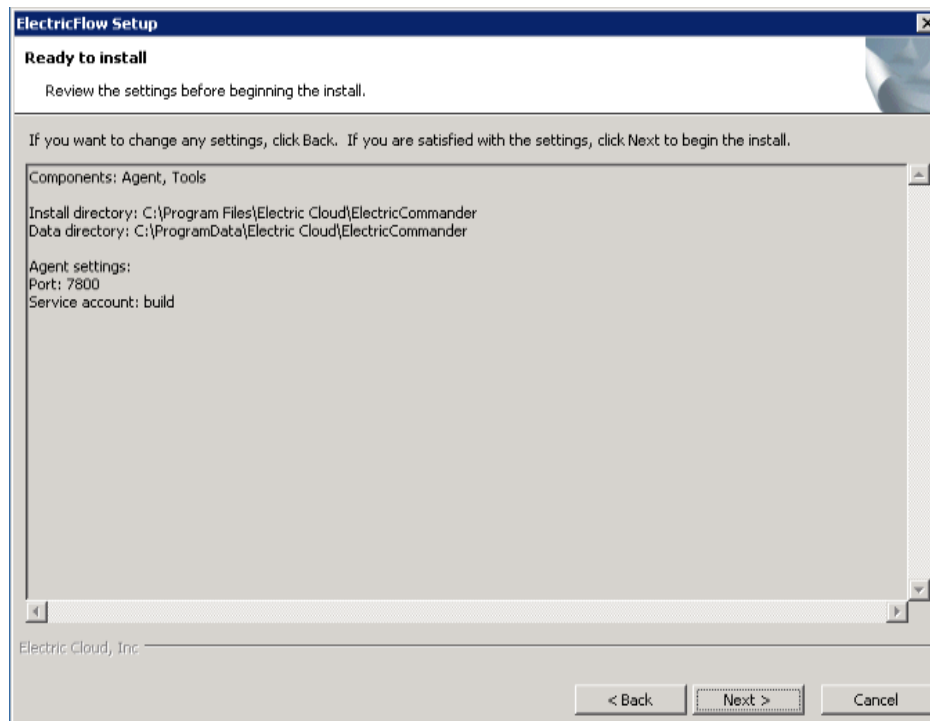 ElectricFlow Setup
Ready to install
Review the settings before beginning the install.
If you want to change any settings, click Back. If you are satisfied with the settings, click Next to begin the install.
Components: Agent, Tools
Install directory: C:\Program Files\Electric Cloud\ElectricCommander
Data directory: C:\ProgramData\Electric Cloud\ElectricCommander
Agent settings:
Port: 7800
Service account: build
Electric Cloud, Inc
< Back
Next >
Cancel